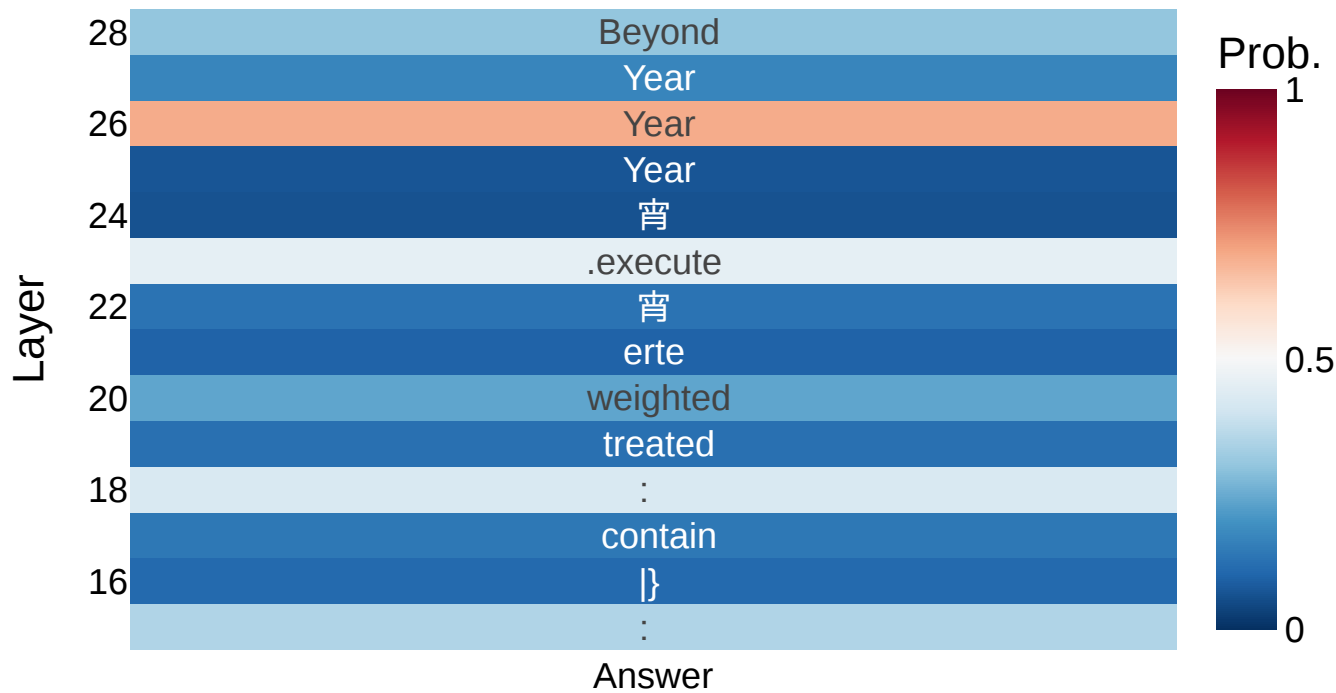 28 Beyond
Year
26 Year
Year
24 宵
.execute
22 宵
erte
20 weighted
treated
18 :
contain
16 |}
:
Answer
Layer
Prob.
1
0.5
0